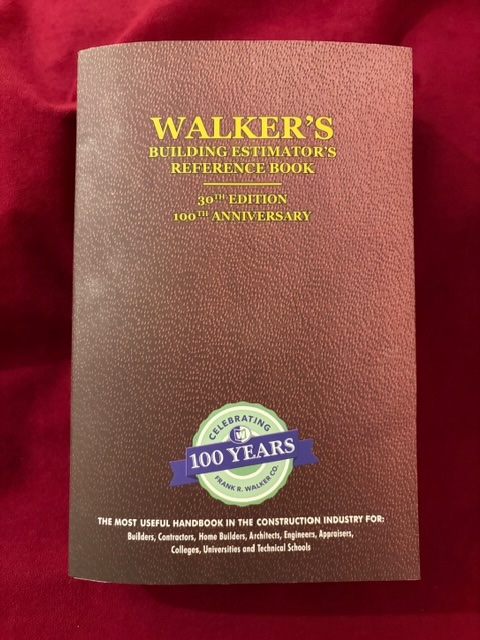 WALKER'S
BUILDING ESTIMATOR'S
REFERENCE BOOK
30TH EDITION
100TH ANNIVERSARY
CELEBRATING
W
100 YEARS
FRANK R. WALKER CO.
THE MOST USEFUL HANDBOOK IN THE CONSTRUCTION INDUSTRY FOR:
Builders, Contractors, Home Builders, Architects, Engineers, Appraisers,
Colleges, Universities and Technical Schools